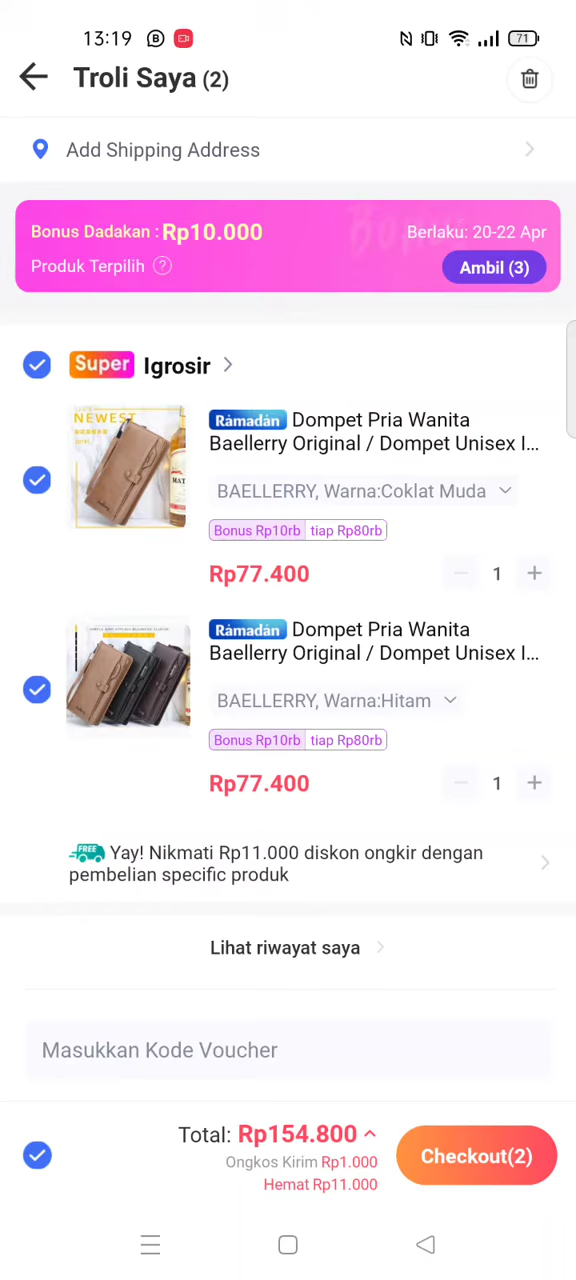 13:19
71
Troli Saya (2)
Add Shipping Address
Bonus Dadakan : Rp10.000
Berlaku: 20-22 Apr
Produk Terpilih ?
Ambil (3)
Super Igrosir
NEWEST
Ramadan Dompet Pria Wanita
Baellerry Original / Dompet Unisex I...
BAELLERRY, Warna:Coklat Muda
Bonus Rp10rb tiap Rp80rb
Rp77.400
1
Ramadan Dompet Pria Wanita
Baellerry Original / Dompet Unisex I...
BAELLERRY, Warna:Hitam
Bonus Rp10rb tiap Rp80rb
Rp77.400
1
FREE Yay! Nikmati Rp11.000 diskon ongkir dengan
pembelian specific produk
Lihat riwayat saya
Masukkan Kode Voucher
Total: Rp154.800
Ongkos Kirim Rp1.000
Hemat Rp11.000
Checkout(2)